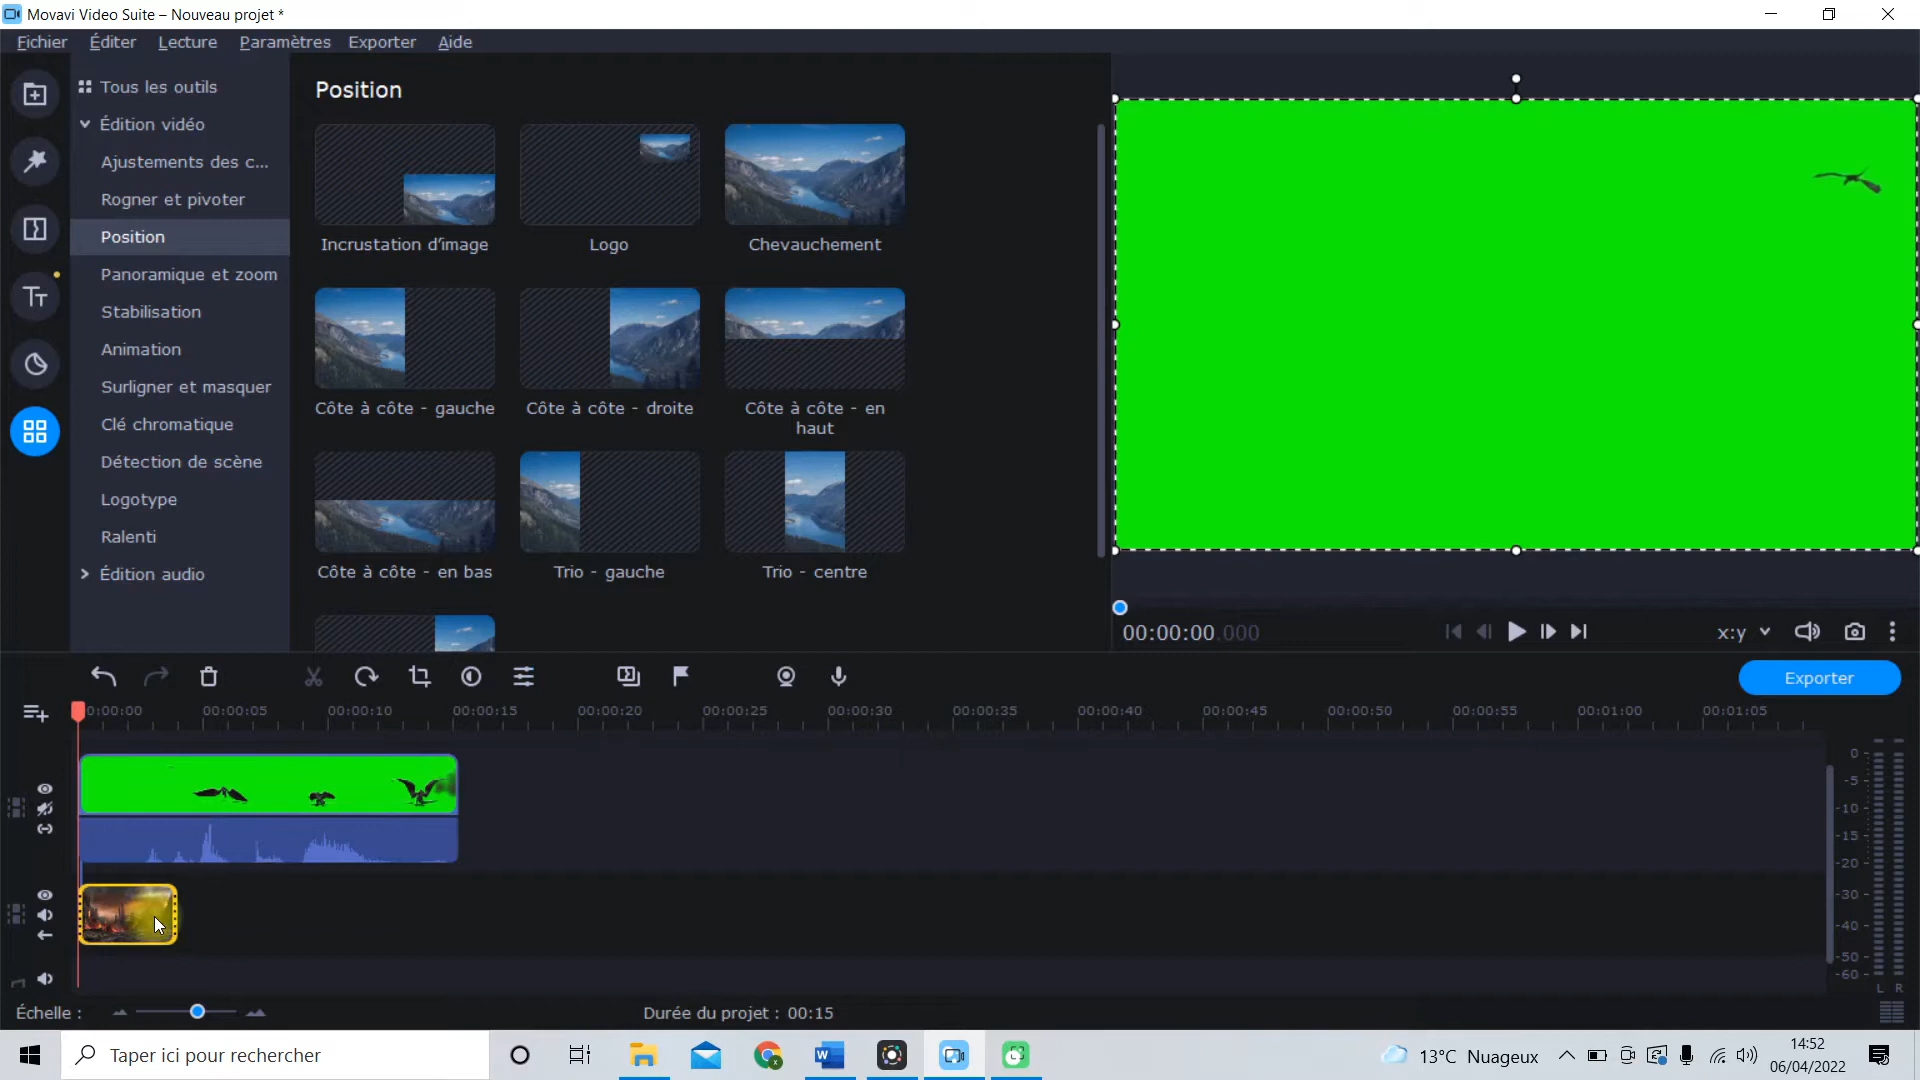 Movavi Video Suite – Nouveau projet *
Fichier Éditer Lecture Paramètres Exporter Aide
Tous les outils
Édition vidéo
Ajustements des c...
Rogner et pivoter
Position
Panoramique et zoom
Stabilisation
Animation
Surligner et masquer
Clé chromatique
Détection de scène
Logotype
Ralenti
Édition audio
Position
Incrustation d'image
Logo
Chevauchement
Côte à côte - gauche
Côte à côte - droite
Côte à côte - en
haut
Côte à côte - en bas
Trio - gauche
Trio - centre
00:00:00.000
x:y
Exporter
0:00:00 00:00:05 00:00:10 00:00:15 00:00:20 00:00:25 00:00:30 00:00:35 00:00:40 00:00:45 00:00:50 00:00:55 00:01:00 00:01:05
0
-5
-10
-15
-20
-30
-40
-50
-60
L R
Échelle :
Durée du projet : 00:15
Taper ici pour rechercher
13°C Nuageux
14:52
06/04/2022